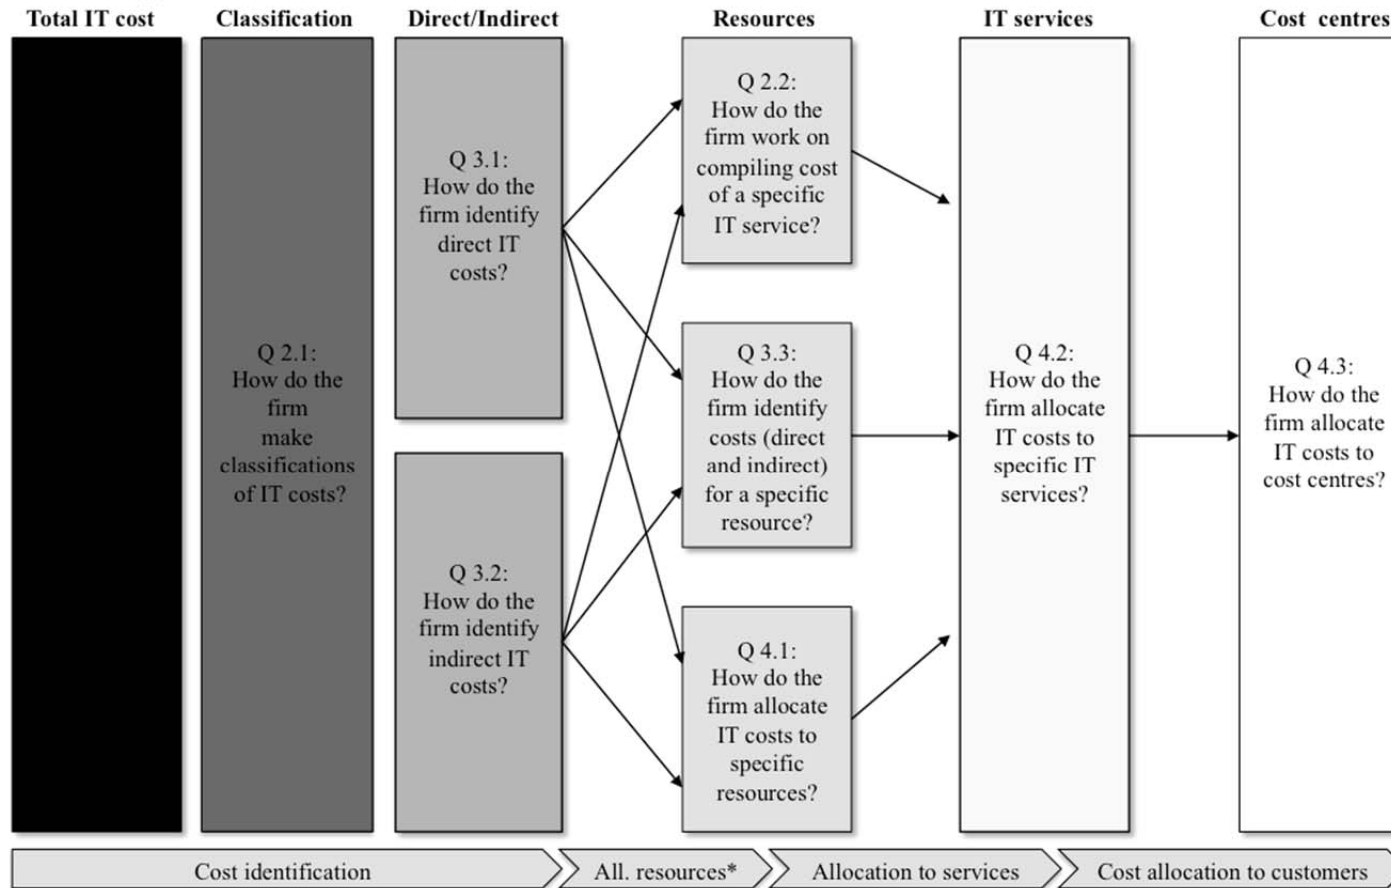 Total IT cost
Classification
Direct/Indirect
Resources
IT services
Cost centres
Q 2.1:
How do the
firm
make
classifications
of IT costs?
Q 3.1:
How do the
firm identify
direct IT
costs?
Q 3.2:
How do the
firm identify
indirect IT
costs?
Q 2.2:
How do the
firm work on
compiling cost
of a specific
IT service?
Q 3.3:
How do the
firm identify
costs (direct
and indirect)
for a specific
resource?
Q 4.1:
How do the
firm allocate
IT costs to
specific
resources?
Q 4.2:
How do the
firm allocate
IT costs to
specific IT
services?
Q 4.3:
How do the
firm allocate
IT costs to
cost centres?
Cost identification
All. resources*
Allocation to services
Cost allocation to customers